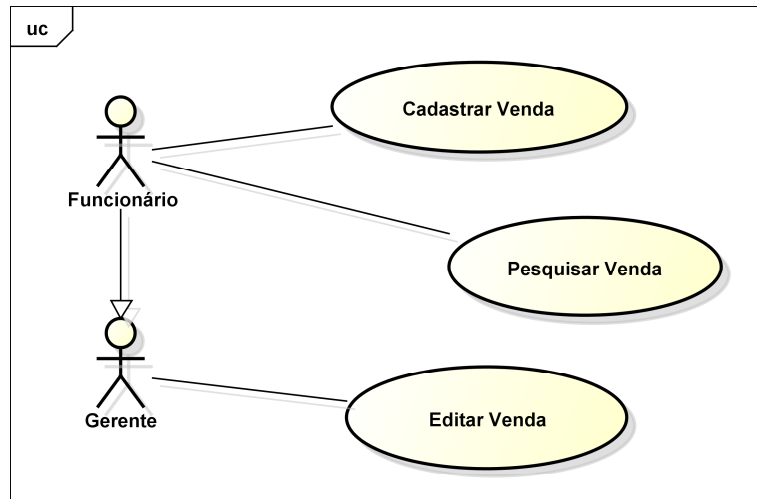 uc
Cadastrar Venda
Funcionário
Pesquisar Venda
Gerente
Editar Venda